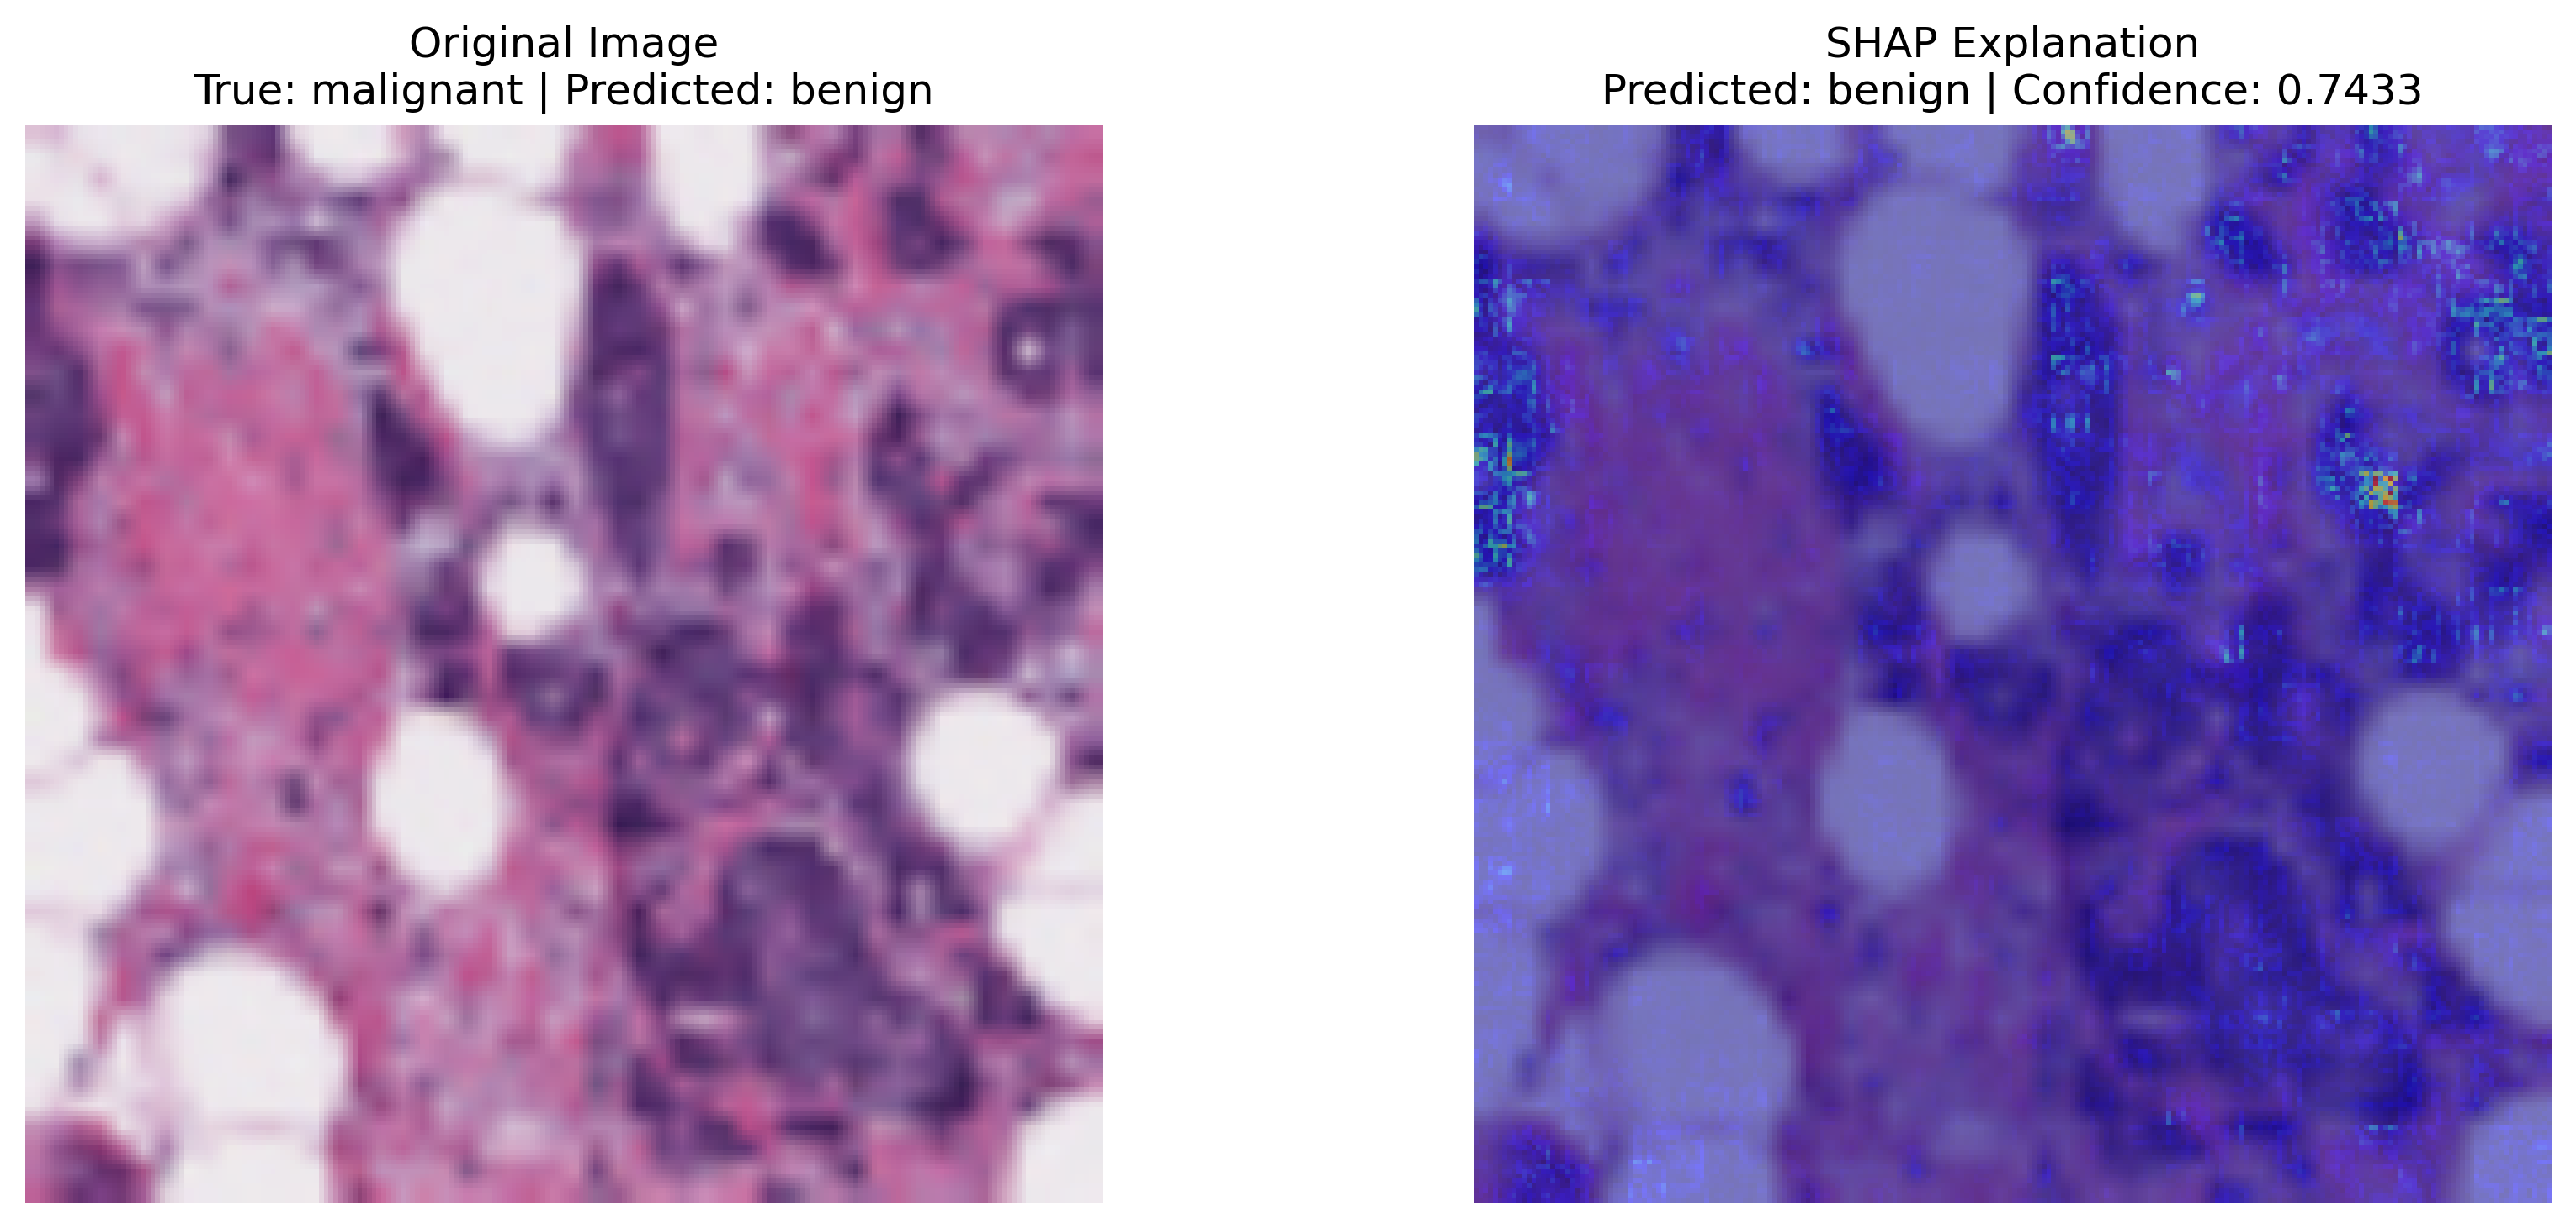 Original Image
True: malignant | Predicted: benign
SHAP Explanation
Predicted: benign | Confidence: 0.7433